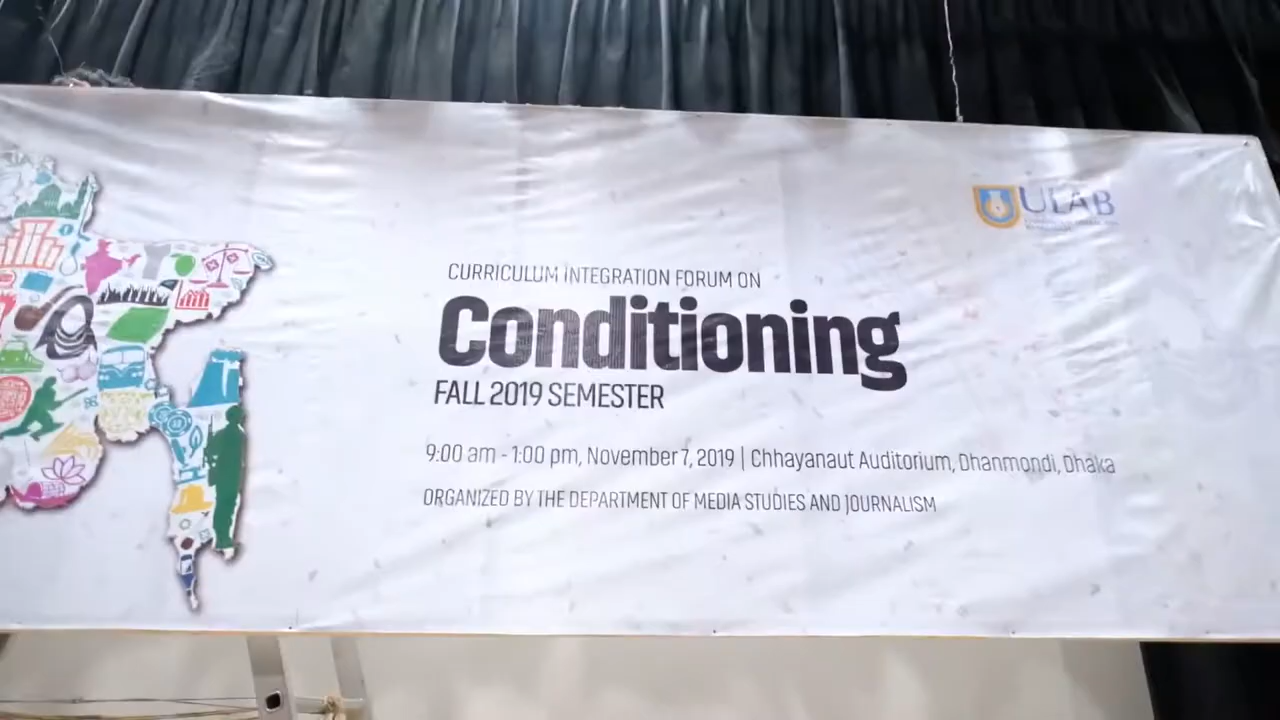 ULAB
CURRICULUM INTEGRATION FORUM ON
Conditioning
FALL 2019 SEMESTER
9:00 am - 1:00 pm, November 7, 2019 | Chhayanaut Auditorium, Dhanmondi, Dhaka
ORGANIZED BY THE DEPARTMENT OF MEDIA STUDIES AND JOURNALISM